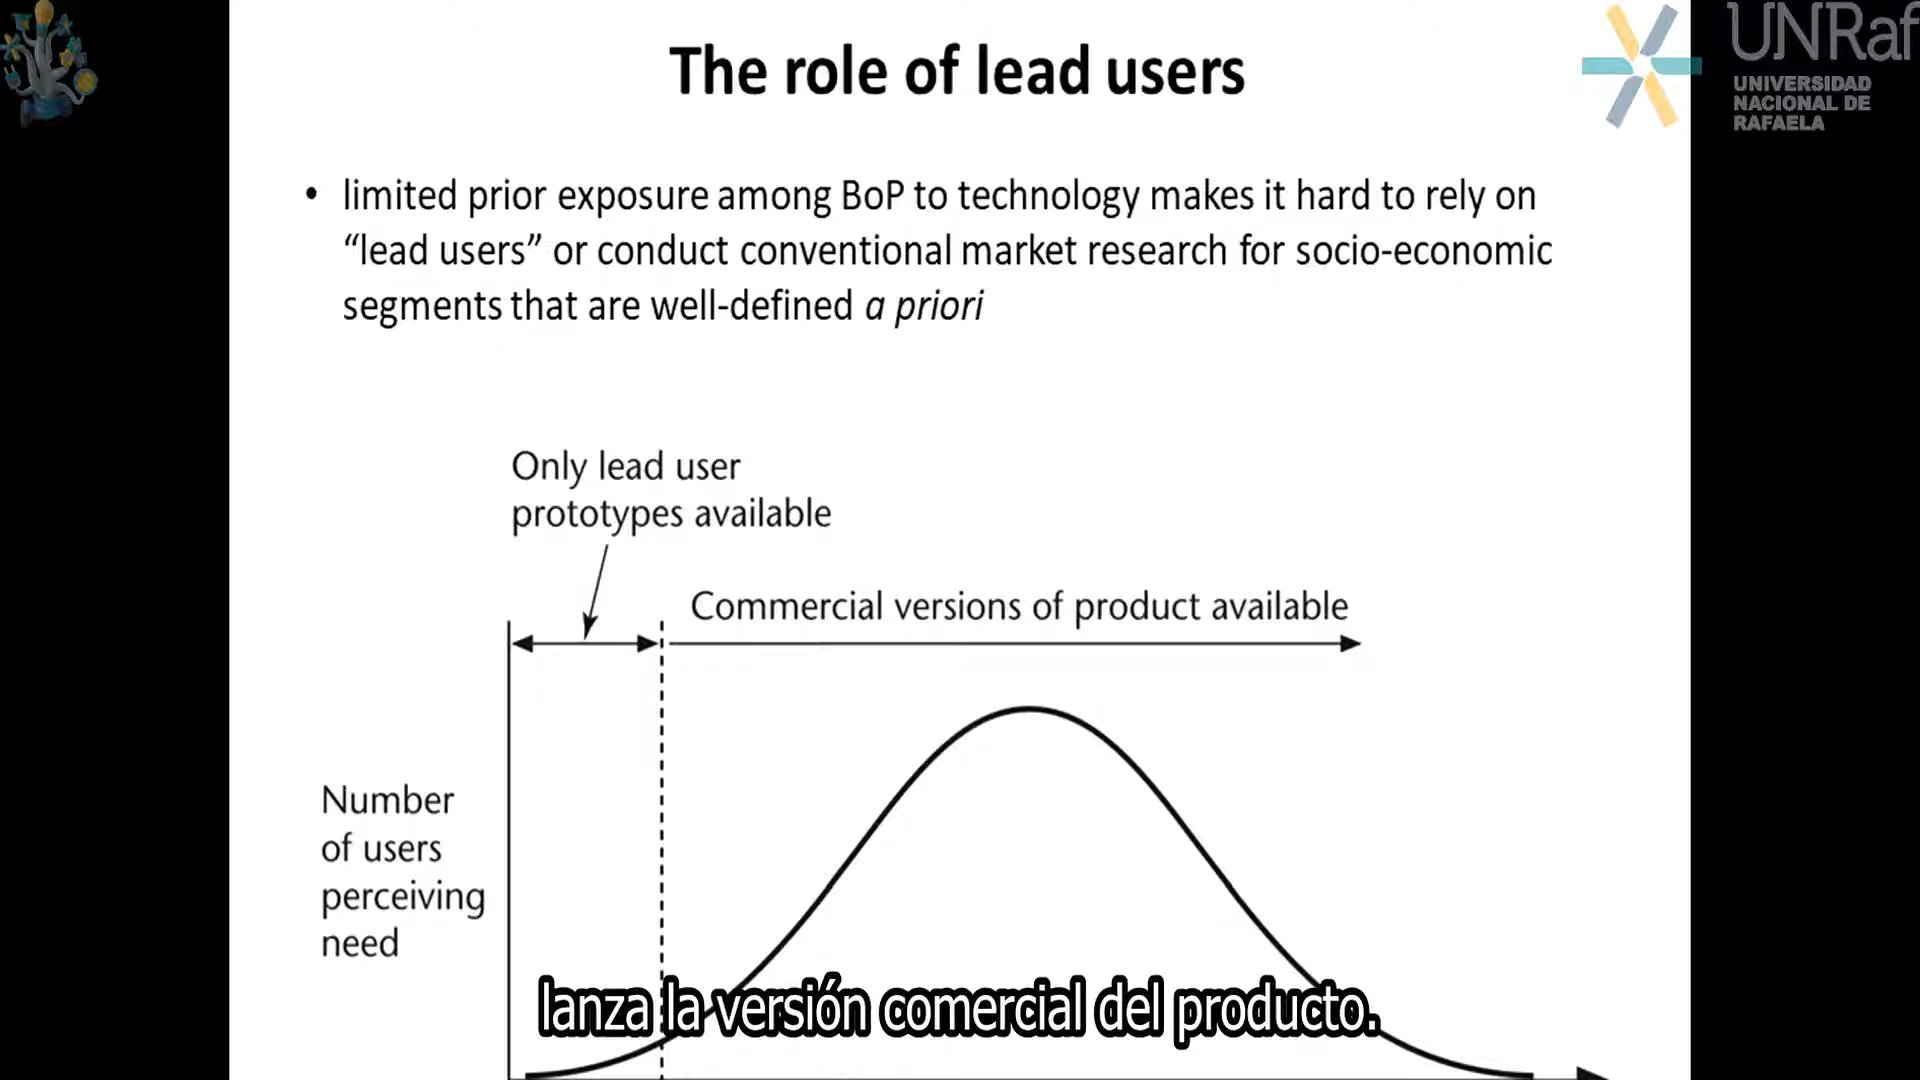 The role of lead users
UNRaf
UNIVERSIDAD
NACIONAL DE
RAFAELA
• limited prior exposure among BoP to technology makes it hard to rely on
“lead users” or conduct conventional market research for socio-economic
segments that are well-defined a priori
Only lead user
prototypes available
Commercial versions of product available
Number
of users
perceiving
need
lanza la versión comercial del producto.